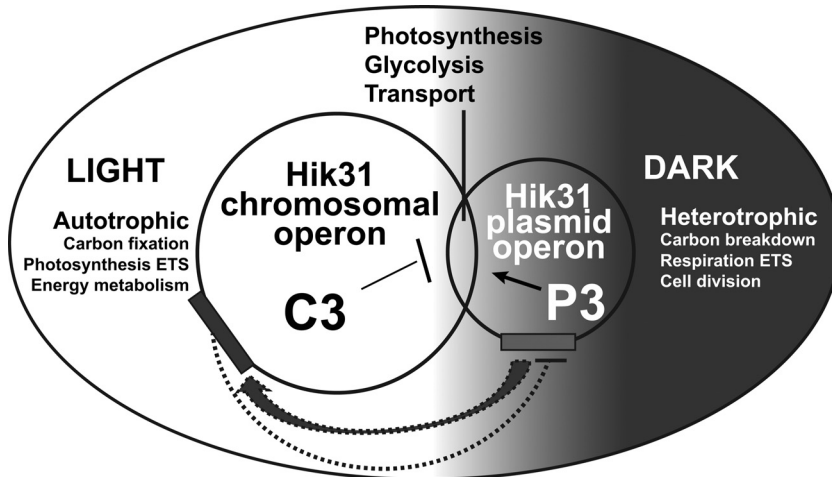 Photosynthesis
Glycolysis
Transport
LIGHT
Autotrophic
Carbon fixation
Photosynthesis ETS
Energy metabolism
Hik31
chromosomal
operon
C3
Hik31
plasmid
operon
P3
DARK
Heterotrophic
Carbon breakdown
Respiration ETS
Cell division